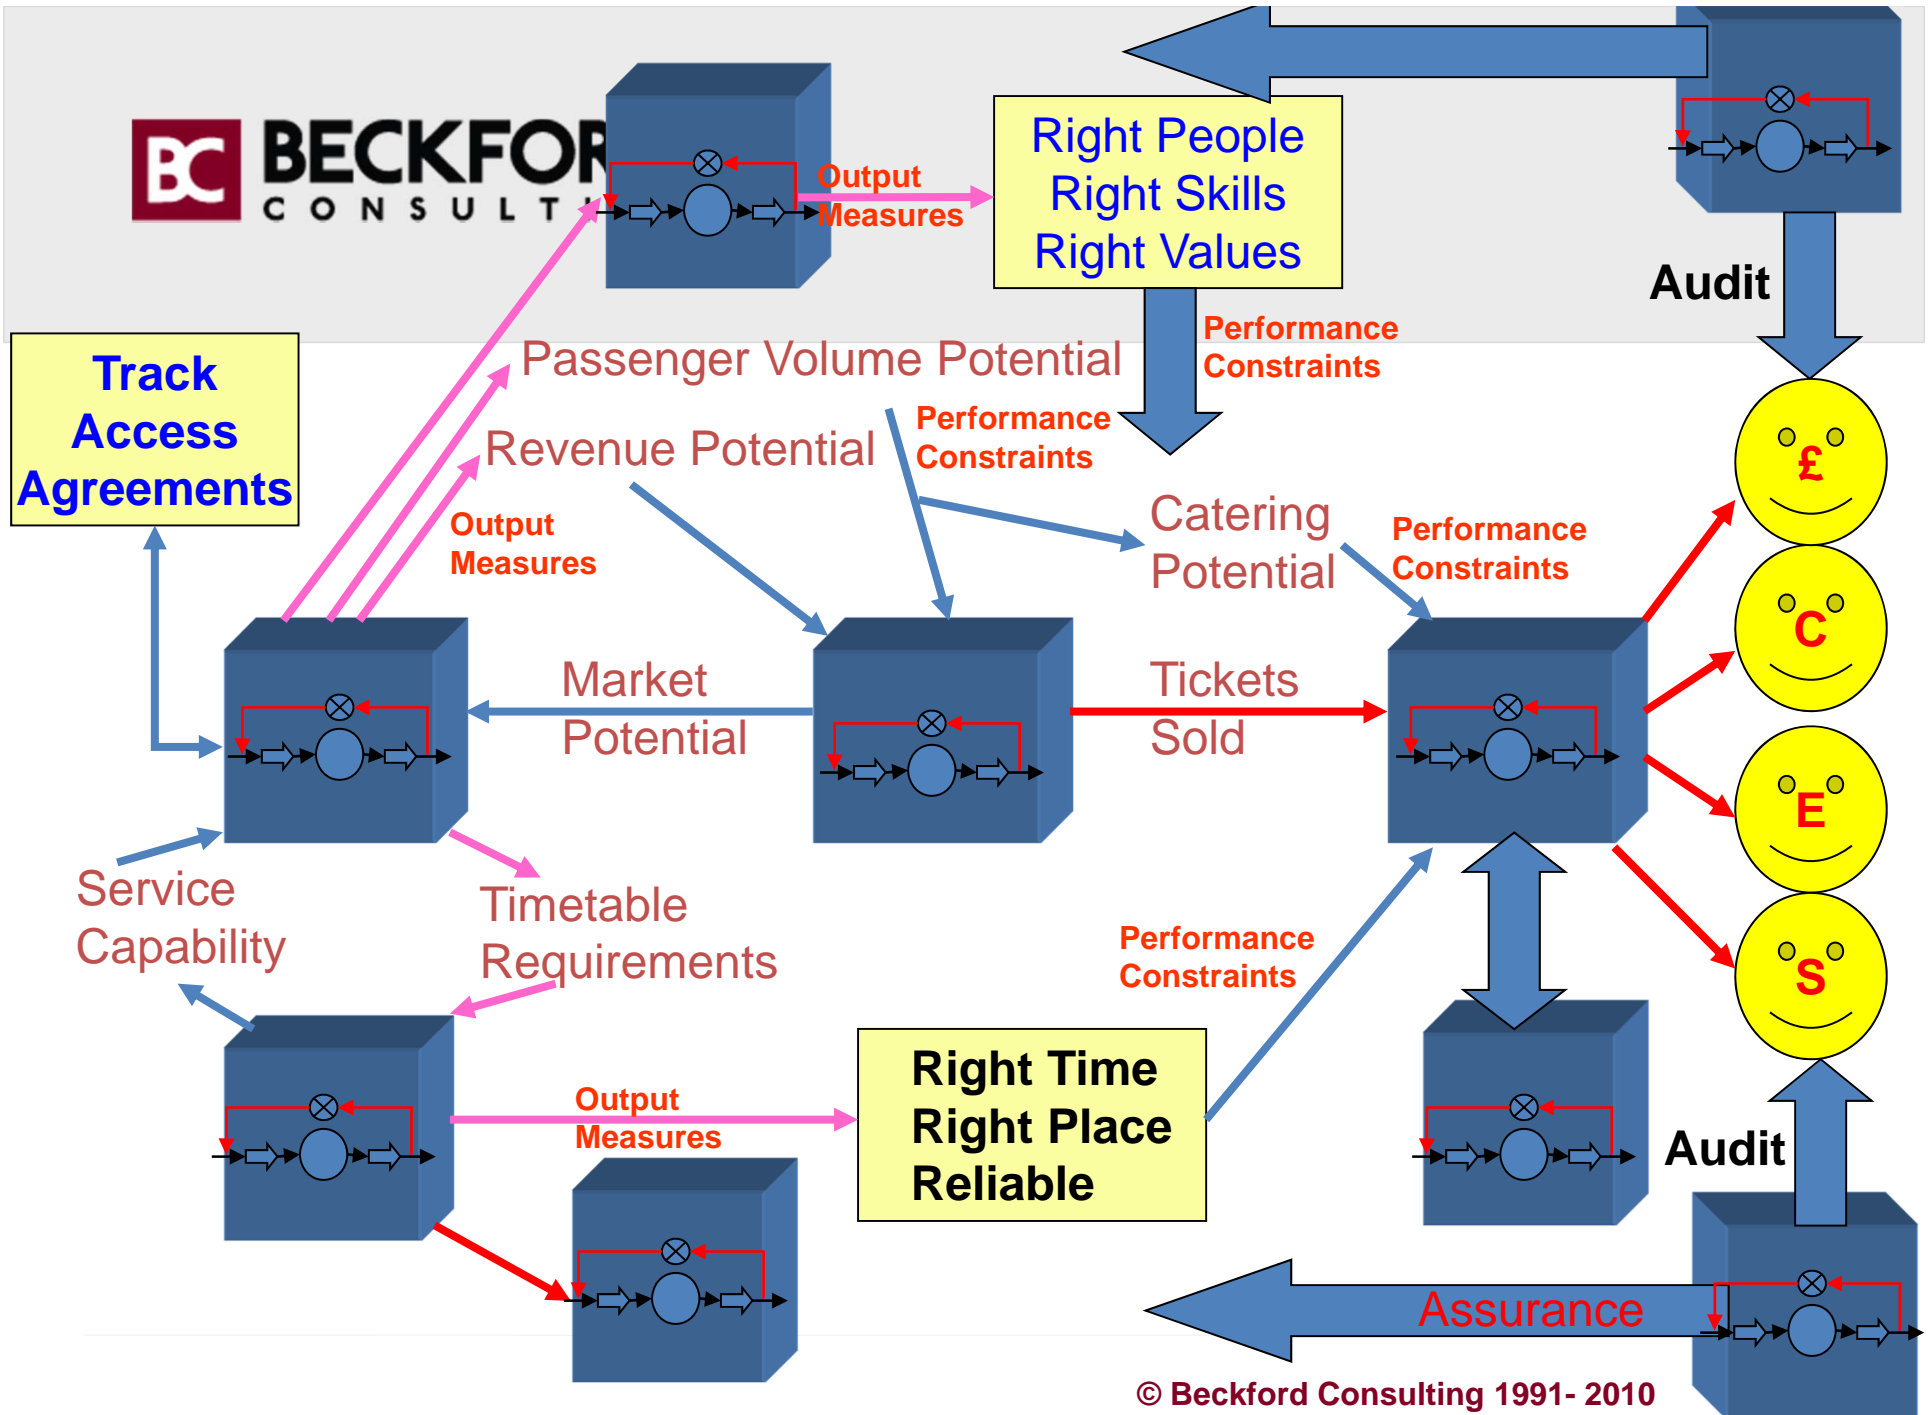 BC
BECKFOR
CONSULT
Output
Measures
Right People
Right Skills
Right Values
Audit
Performance
Constraints
Track
Access
Agreements
Passenger Volume Potential
Performance
Constraints
Revenue Potential
Output
Measures
Catering
Potential
Performance
Constraints
£
C
E
S
Market
Potential
Tickets
Sold
Service
Capability
Timetable
Requirements
Performance
Constraints
Output
Measures
Right Time
Right Place
Reliable
Audit
Assurance
© Beckford Consulting 1991- 2010